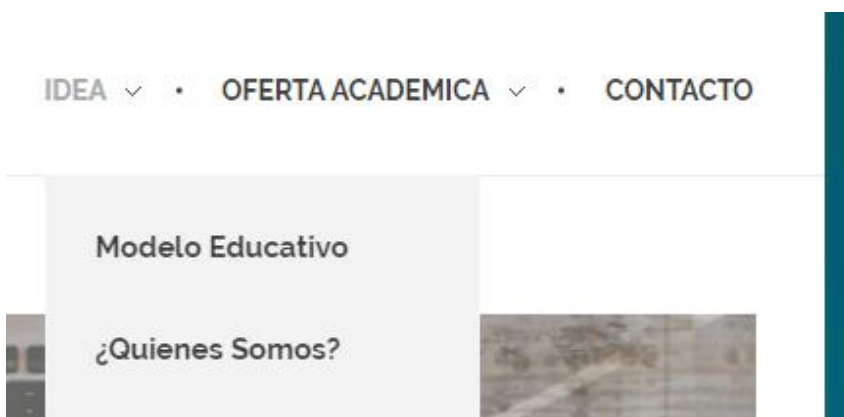 IDEA • OFERTA ACADEMICA • CONTACTO
Modelo Educativo
¿Quienes Somos?